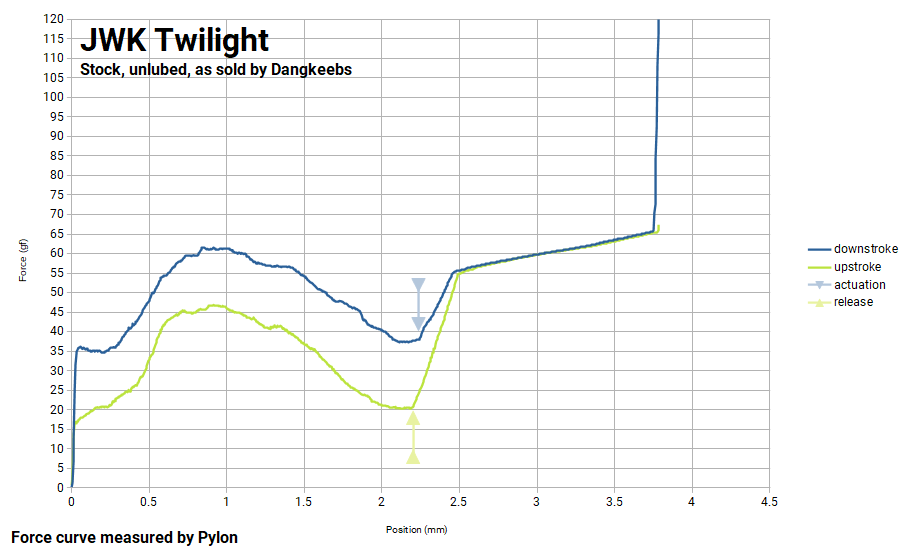 JWK Twilight
Stock, unlubed, as sold by Dangkeebs
120
115
110
105
100
95
90
85
80
75
70
65
60
55
50
45
40
35
30
25
20
15
10
5
0
Force (gf)
0 0.5 1 1.5 2 2.5 3 3.5 4 4.5
Position (mm)
downstroke
upstroke
actuation
release
Force curve measured by Pylon